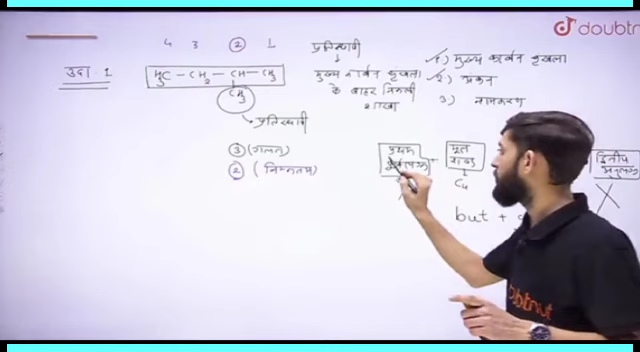 doubtnut
4 3 2 1
प्रतिस्थापी
उदा. 1
H3C — CH2 — CH — CH3
CH3
मुख्य कार्बन श्रृंखला
के बाहर निकली
शाखा
1) मुख्य कार्बन श्रृंखला
2) अंकन
3) नामकरण
प्रतिस्थापी
3 (गलत)
2 (निम्नतम)
प्रथम
+
मूल
शब्द
C4
द्वितीय
अनुलग्न
but +
doubtnut